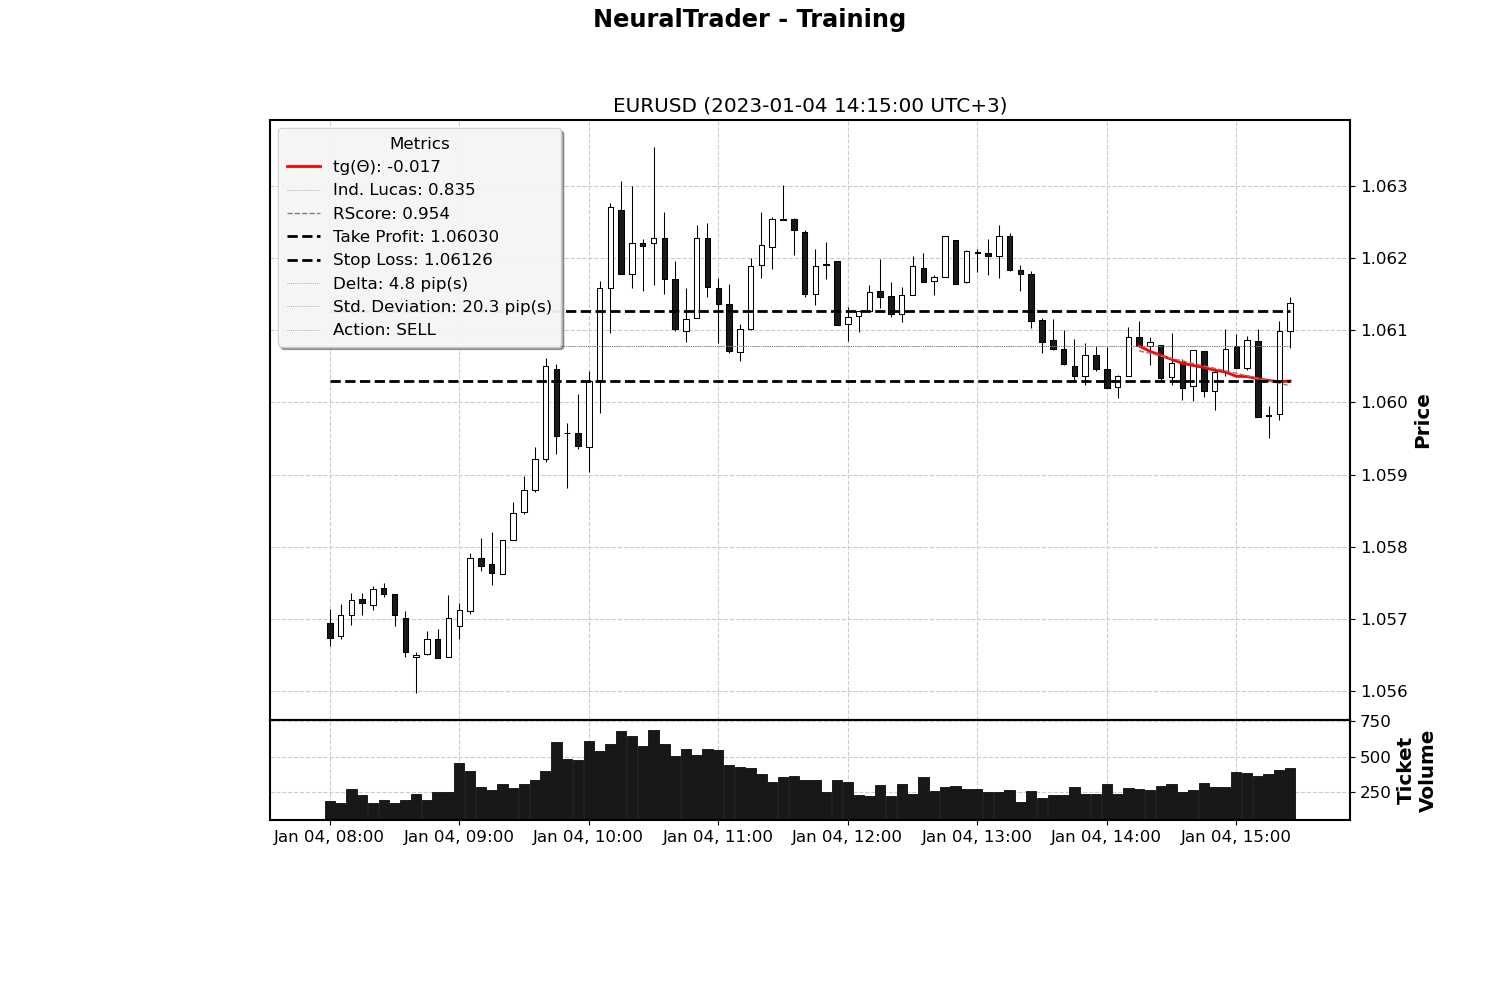 NeuralTrader - Training
EURUSD (2023-01-04 14:15:00 UTC+3)
Metrics
tg(Θ): -0.017
Ind. Lucas: 0.835
RScore: 0.954
Take Profit: 1.06030
Stop Loss: 1.06126
Delta: 4.8 pip(s)
Std. Deviation: 20.3 pip(s)
Action: SELL
1.063
1.062
1.061
1.060
1.059
1.058
1.057
1.056
Price
750
500
250
Ticket
Volume
Jan 04, 08:00 Jan 04, 09:00 Jan 04, 10:00 Jan 04, 11:00 Jan 04, 12:00 Jan 04, 13:00 Jan 04, 14:00 Jan 04, 15:00